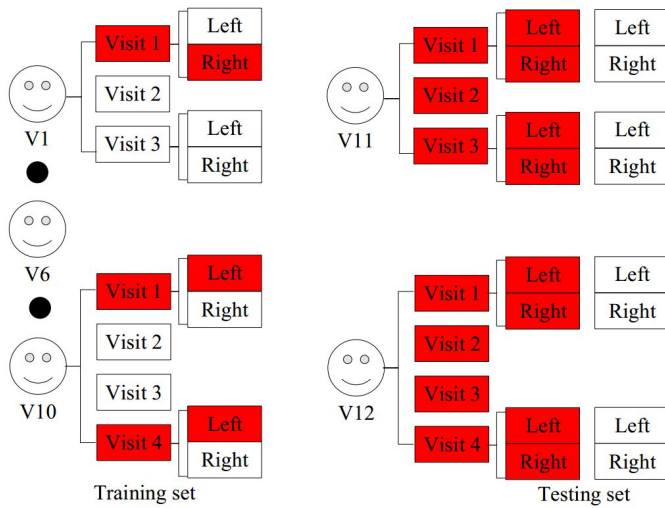 Visit 1
Left
Right
Visit 2
Visit 3
Left
Right
V1
V6
Visit 1
Left
Right
Visit 2
Visit 3
Visit 4
Left
Right
V10
Training set
Visit 1
Left
Right
Left
Right
Visit 2
Visit 3
Left
Right
Left
Right
V11
Visit 1
Left
Right
Left
Right
Visit 2
Visit 3
Visit 4
Left
Right
Left
Right
V12
Testing set